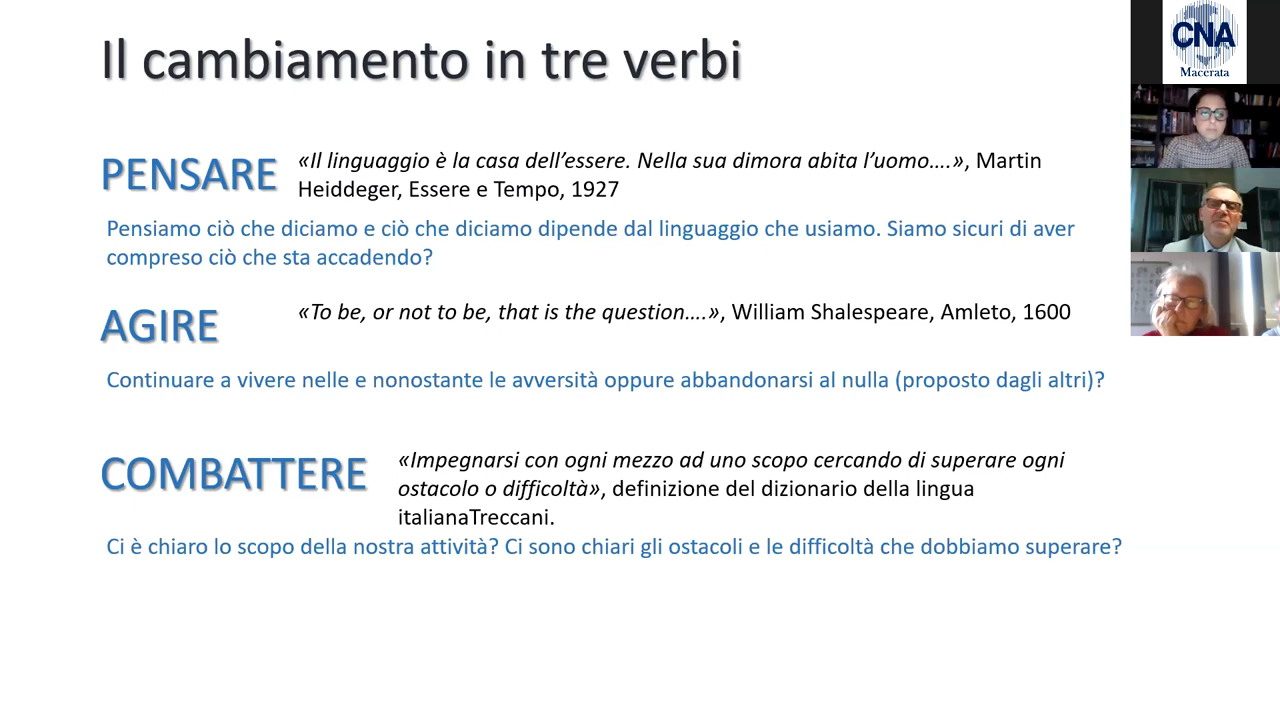 Il cambiamento in tre verbi
CNA
Macerata
PENSARE
«Il linguaggio è la casa dell'essere. Nella sua dimora abita l'uomo….», Martin
Heiddeger, Essere e Tempo, 1927
Pensiamo ciò che diciamo e ciò che diciamo dipende dal linguaggio che usiamo. Siamo sicuri di aver
compreso ciò che sta accadendo?
AGIRE
«To be, or not to be, that is the question….», William Shalespeare, Amleto, 1600
Continuare a vivere nelle e nonostante le avversità oppure abbandonarsi al nulla (proposto dagli altri)?
COMBATTERE
«Impegnarsi con ogni mezzo ad uno scopo cercando di superare ogni
ostacolo o difficoltà», definizione del dizionario della lingua
italianaTreccani.
Ci è chiaro lo scopo della nostra attività? Ci sono chiari gli ostacoli e le difficoltà che dobbiamo superare?